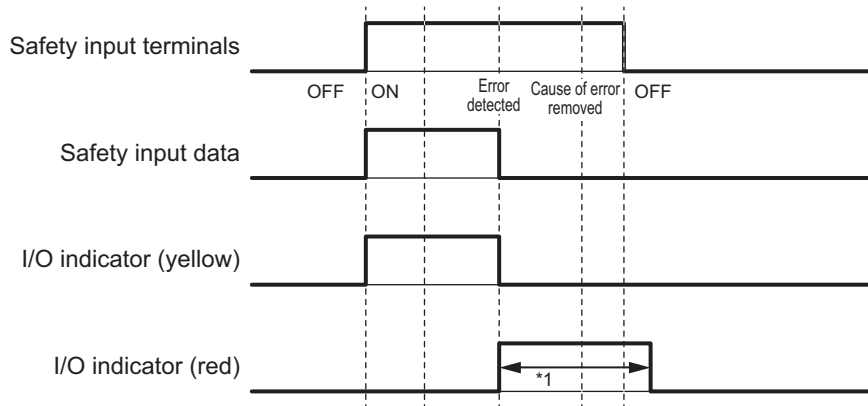 Safety input terminals
OFF ON Error detected Cause of error removed OFF
Safety input data
I/O indicator (yellow)
I/O indicator (red)
*1